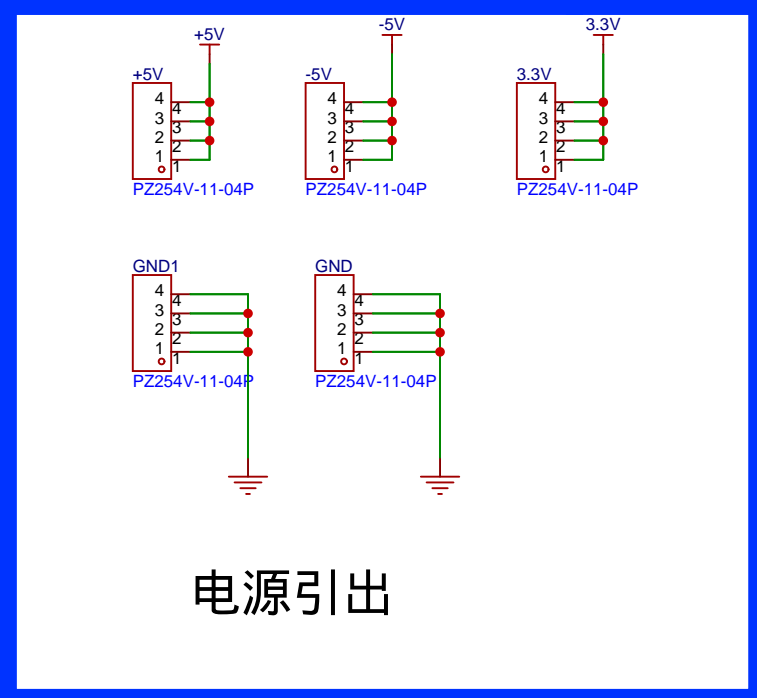 +5V -5V 3.3V
+5V -5V 3.3V
4 4 4 4 4 4
3 3 3 3 3 3
2 2 2 2 2 2
1 1 1 1 1 1
PZ254V-11-04P PZ254V-11-04P PZ254V-11-04P
GND1 GND
4 4 4 4
3 3 3 3
2 2 2 2
1 1 1 1
PZ254V-11-04P PZ254V-11-04P
电源引出